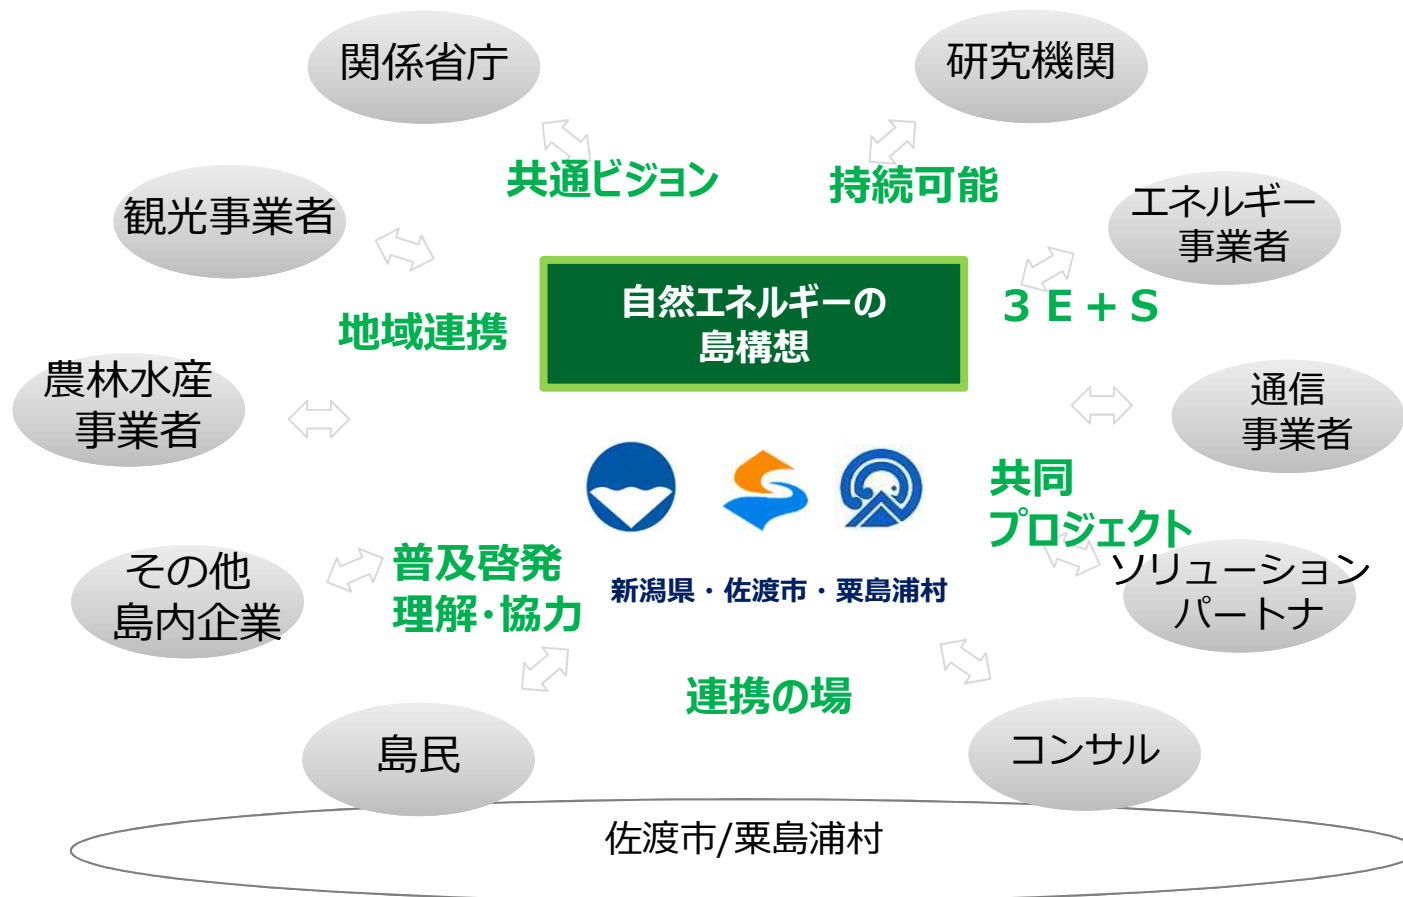 関係省庁
研究機関
共通ビジョン
持続可能
観光事業者
エネルギー
事業者
自然エネルギーの
島構想
3E+S
地域連携
農林水産
事業者
通信
事業者
共同
プロジェクト
その他
島内企業
普及啓発
理解・協力
新潟県・佐渡市・粟島浦村
ソリューション
パートナ
連携の場
島民
コンサル
佐渡市/粟島浦村